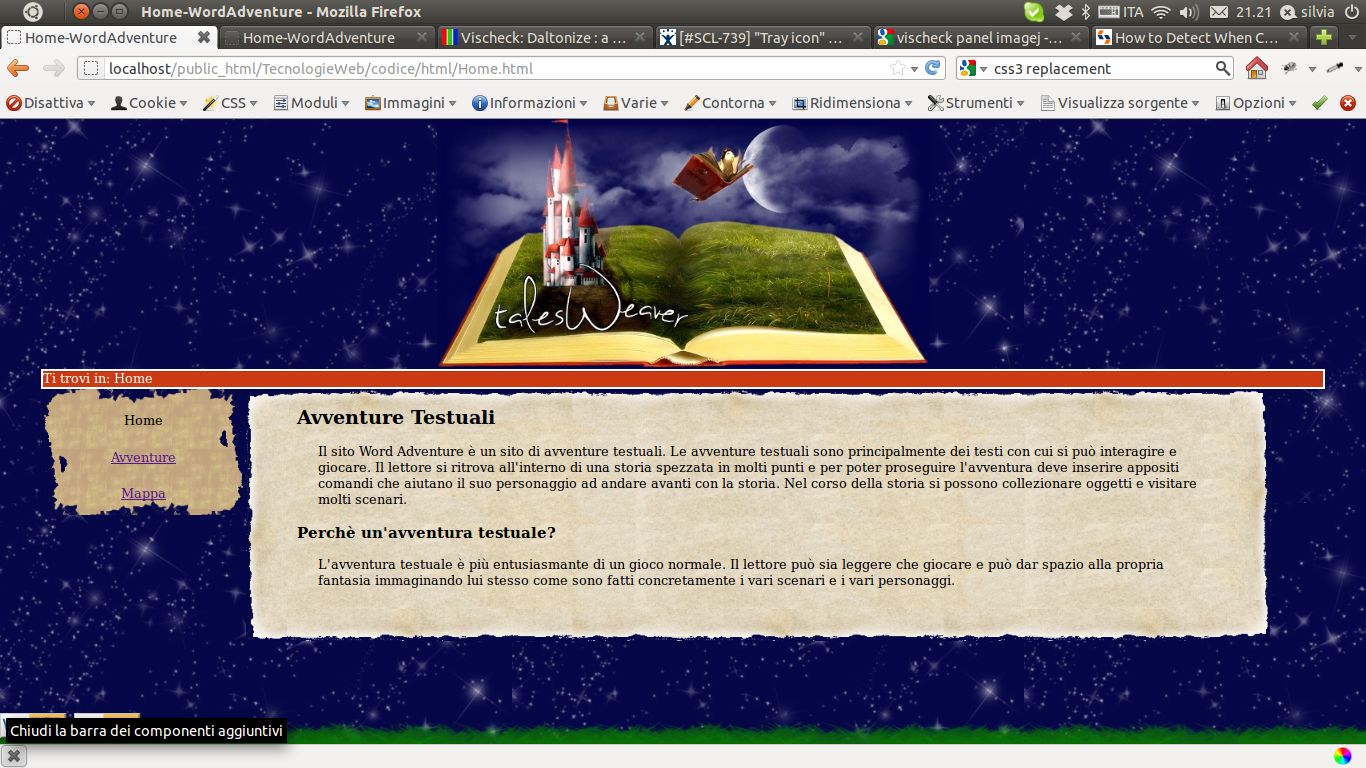 Home-WordAdventure - Mozilla Firefox
ITA
21.21
silvia
Home-WordAdventure
Home-WordAdventure
Vischeck: Daltonize : a ...
[#SCL-739] "Tray icon" ...
vischeck panel imagej -...
How to Detect When C...
localhost/public_html/TecnologieWeb/codice/html/Home.html
css3 replacement
Disattiva
Cookie
CSS
Moduli
Immagini
Informazioni
Varie
Contorna
Ridimensiona
Strumenti
Visualizza sorgente
Opzioni
talesWeaver
Ti trovi in: Home
Home
Avventure
Mappa
Avventure Testuali
Il sito Word Adventure è un sito di avventure testuali. Le avventure testuali sono principalmente dei testi con cui si può interagire e
giocare. Il lettore si ritrova all'interno di una storia spezzata in molti punti e per poter proseguire l'avventura deve inserire appositi
comandi che aiutano il suo personaggio ad andare avanti con la storia. Nel corso della storia si possono collezionare oggetti e visitare
molti scenari.
Perchè un'avventura testuale?
L'avventura testuale è più entusiasmante di un gioco normale. Il lettore può sia leggere che giocare e può dar spazio alla propria
fantasia immaginando lui stesso come sono fatti concretamente i vari scenari e i vari personaggi.
Chiudi la barra dei componenti aggiuntivi